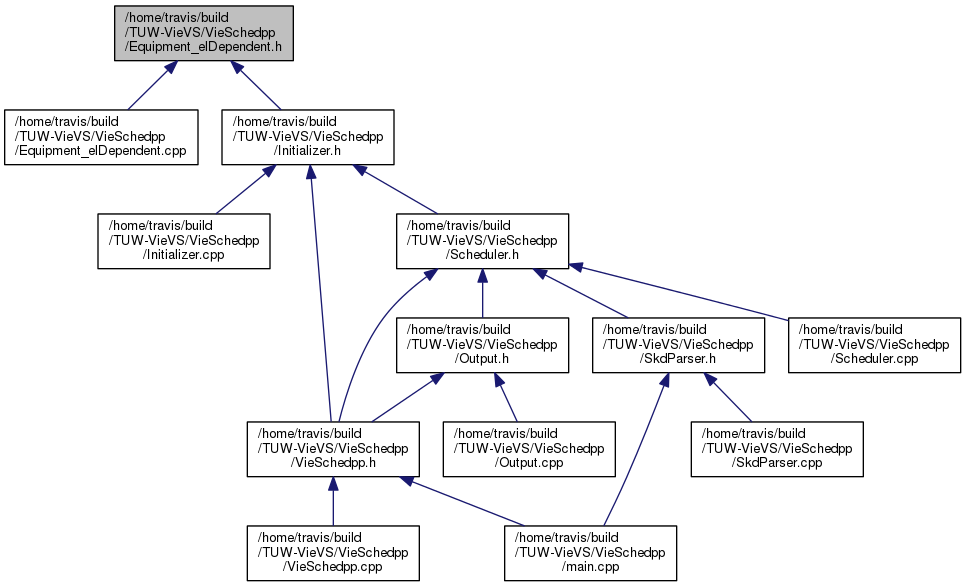 /home/travis/build
/TUW-VieVS/VieSchedpp
/Equipment_elDependent.h
/home/travis/build
/TUW-VieVS/VieSchedpp
/Equipment_elDependent.cpp
/home/travis/build
/TUW-VieVS/VieSchedpp
/Initializer.h
/home/travis/build
/TUW-VieVS/VieSchedpp
/Initializer.cpp
/home/travis/build
/TUW-VieVS/VieSchedpp
/Scheduler.h
/home/travis/build
/TUW-VieVS/VieSchedpp
/Output.h
/home/travis/build
/TUW-VieVS/VieSchedpp
/SkdParser.h
/home/travis/build
/TUW-VieVS/VieSchedpp
/Scheduler.cpp
/home/travis/build
/TUW-VieVS/VieSchedpp
/VieSchedpp.h
/home/travis/build
/TUW-VieVS/VieSchedpp
/Output.cpp
/home/travis/build
/TUW-VieVS/VieSchedpp
/SkdParser.cpp
/home/travis/build
/TUW-VieVS/VieSchedpp
/VieSchedpp.cpp
/home/travis/build
/TUW-VieVS/VieSchedpp
/main.cpp